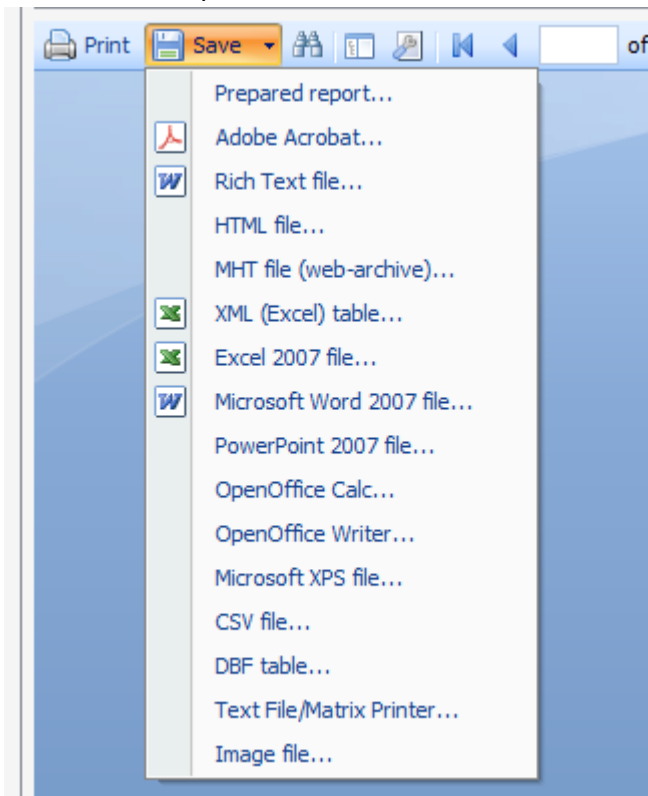 Print Save of
Prepared report...
Adobe Acrobat...
Rich Text file...
HTML file...
MHT file (web-archive)...
XML (Excel) table...
Excel 2007 file...
Microsoft Word 2007 file...
PowerPoint 2007 file...
OpenOffice Calc...
OpenOffice Writer...
Microsoft XPS file...
CSV file...
DBF table...
Text File/Matrix Printer...
Image file...